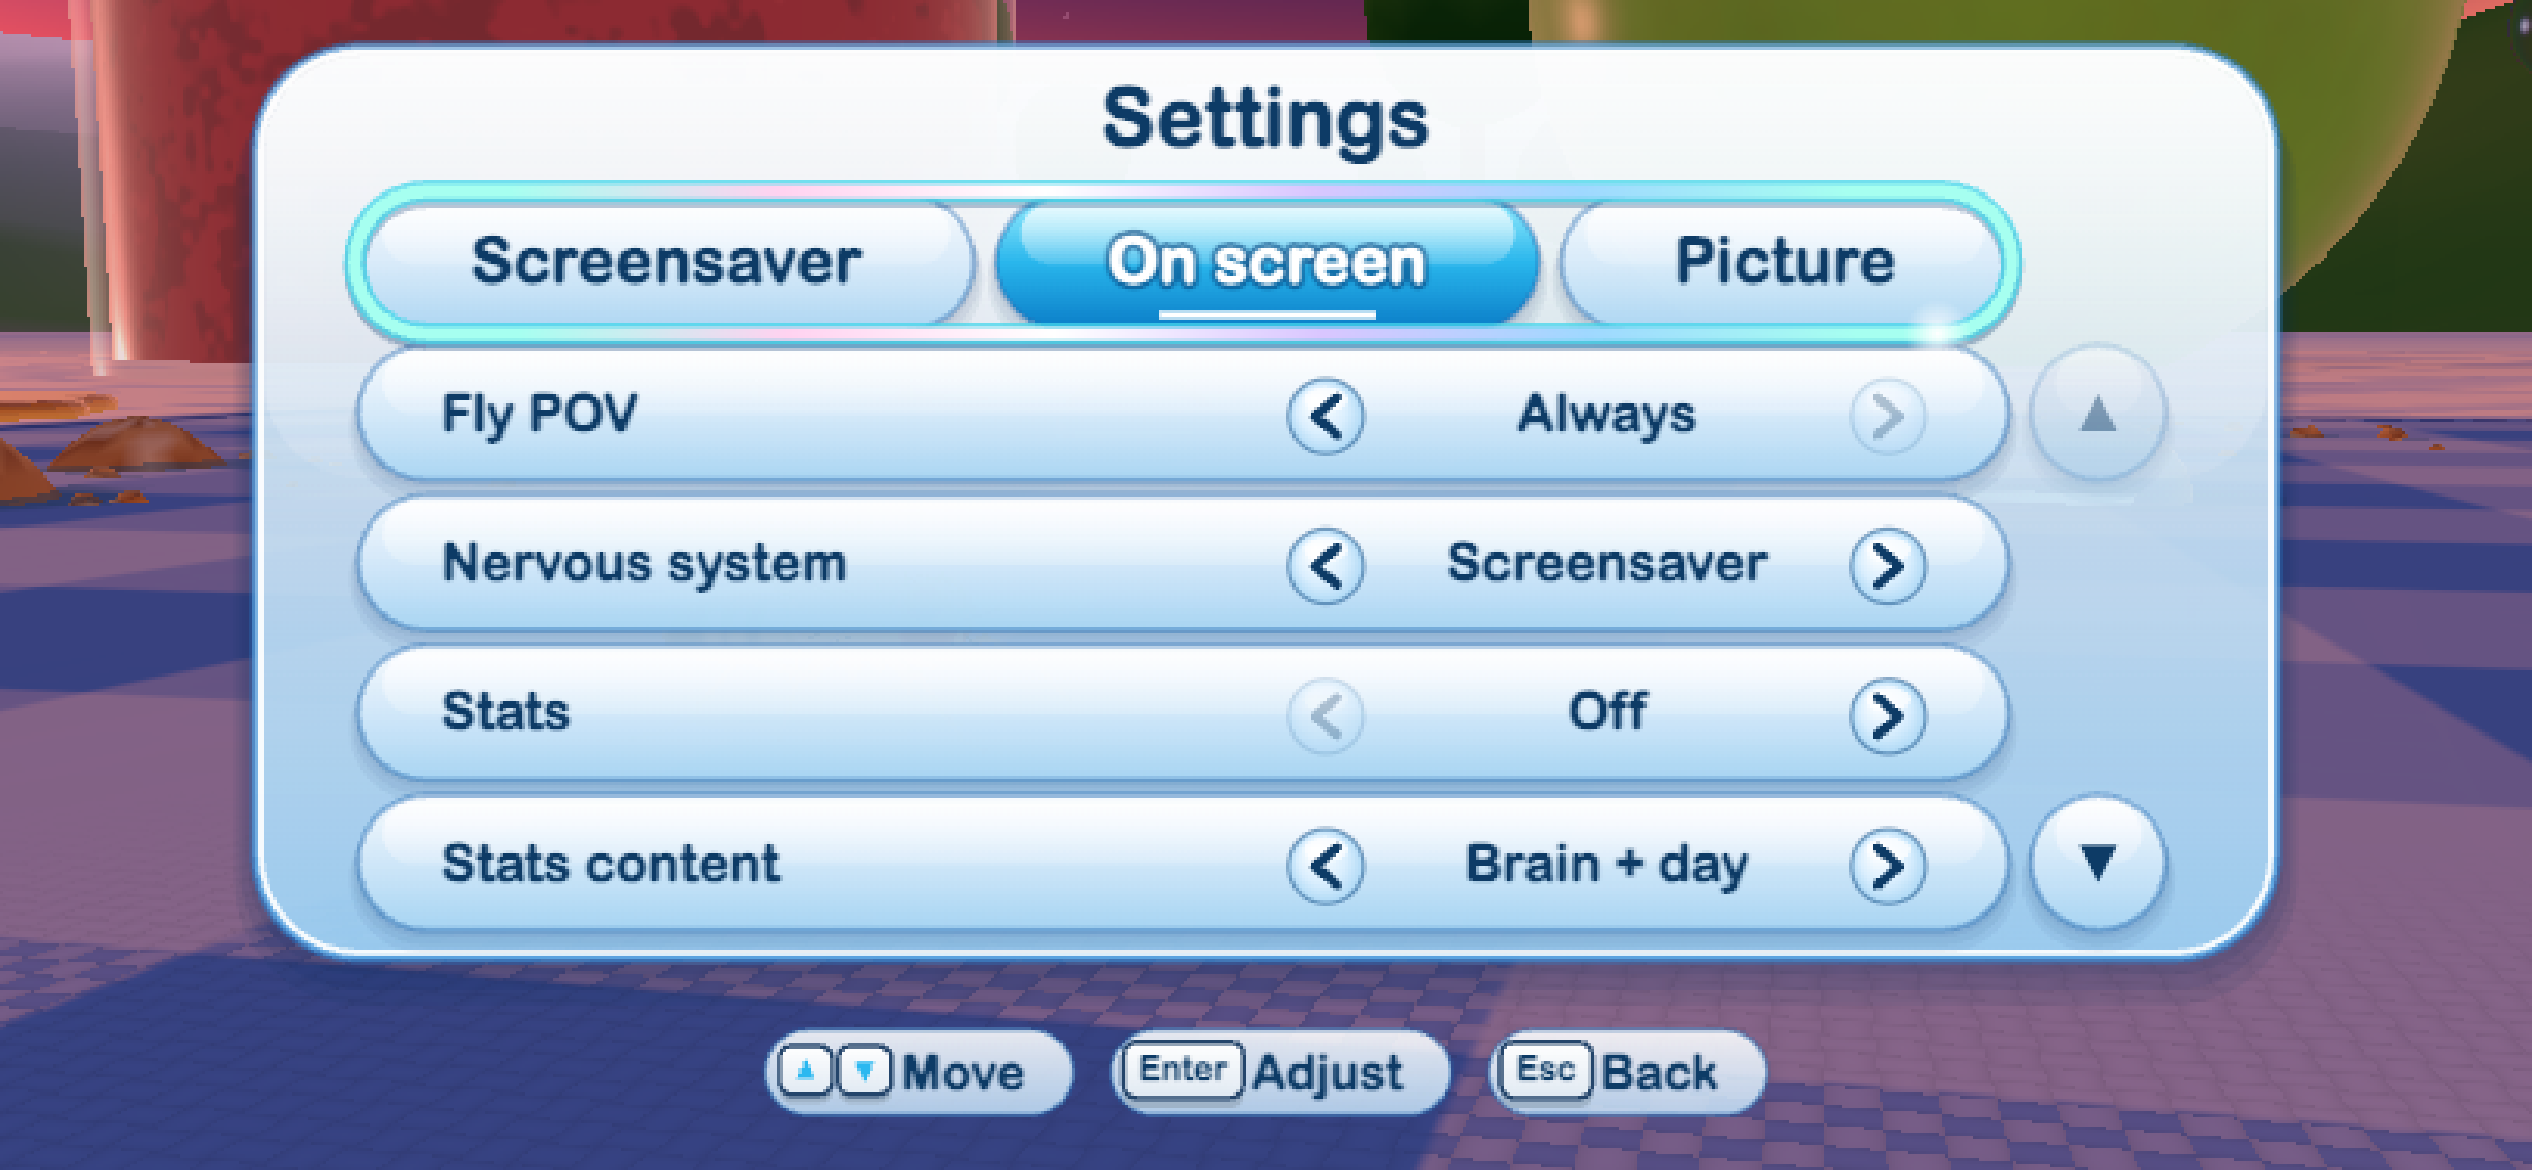 Settings
Screensaver On screen Picture
Fly POV < Always > ▲
Nervous system < Screensaver >
Stats < Off >
Stats content < Brain + day > ▼
▲ ▼ Move Enter Adjust Esc Back